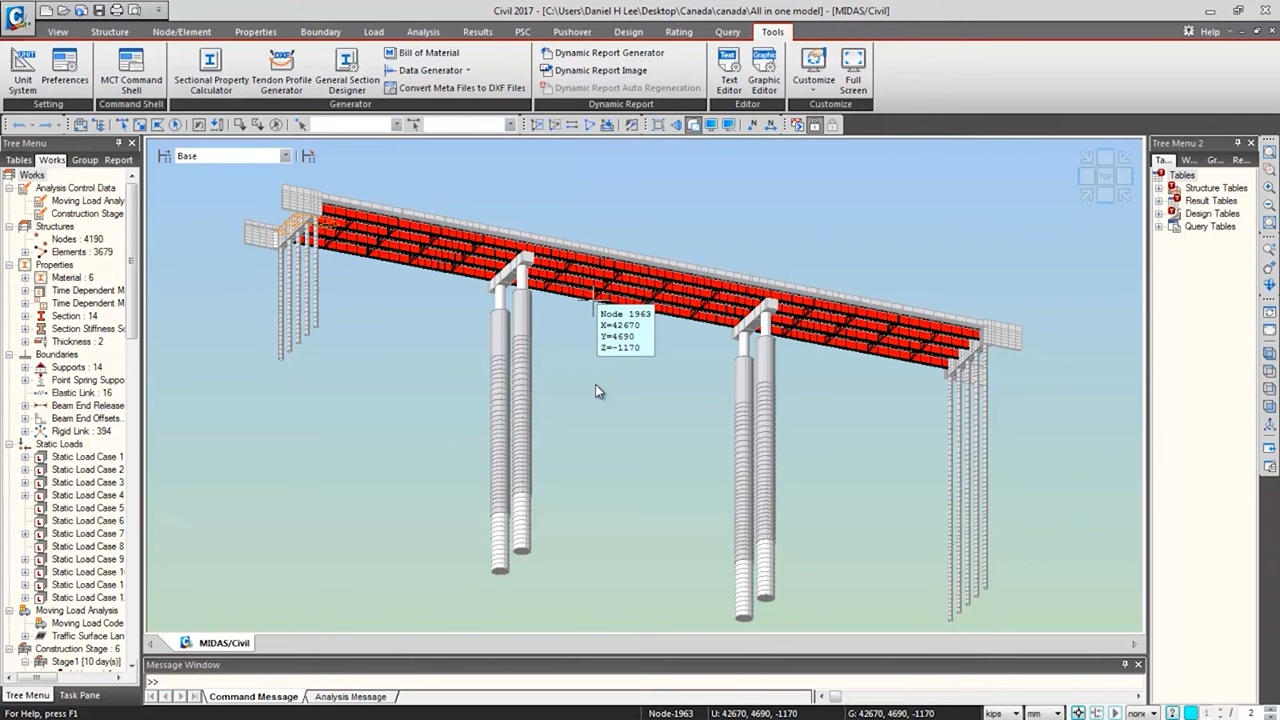 Civil 2017 - [C:\Users\Daniel H Lee\Desktop\Canada\canada\All in one model] - [MIDAS/Civil]
View Structure Node/Element Properties Boundary Load Analysis Results PSC Pushover Design Rating Query Tools Help
Unit System
Preferences
Setting
MCT Command Shell
Command Shell
Sectional Property Calculator
Tendon Profile Generator
General Section Designer
Bill of Material
Data Generator
Convert Meta Files to DXF Files
Generator
Dynamic Report Generator
Dynamic Report Image
Dynamic Report Auto Regeneration
Dynamic Report
Text Editor
Graphic Editor
Editor
Customize
Full Screen
Customize
Tree Menu
Tables Works Group Report
Works
Analysis Control Data
Moving Load Analy
Construction Stage
Structures
Nodes : 4190
Elements : 3679
Properties
Material : 6
Time Dependent M
Time Dependent M
Section : 14
Section Stiffness Sc
Thickness : 2
Boundaries
Supports : 14
Point Spring Suppo
Elastic Link : 16
Beam End Release
Beam End Offsets..
Rigid Link : 394
Static Loads
Static Load Case 1
Static Load Case 2
Static Load Case 3
Static Load Case 4
Static Load Case 5
Static Load Case 6
Static Load Case 7
Static Load Case 8
Static Load Case 9
Static Load Case 1
Static Load Case 1
Static Load Case 1
Moving Load Analysis
Moving Load Code
Traffic Surface Lan
Construction Stage : 6
Stage1 [10 day(s)]
Tree Menu Task Pane
Base
TOP
Node 1963
X=42670
Y=4690
Z=-1170
MIDAS/Civil
Message Window
>>
Command Message Analysis Message
Tree Menu 2
Ta... W... Gr... Re...
Tables
Structure Tables
Result Tables
Design Tables
Query Tables
For Help, press F1
Node-1963
U: 42670, 4690, -1170
G: 42670, 4690, -1170
kips
mm
none
? 1 / 2